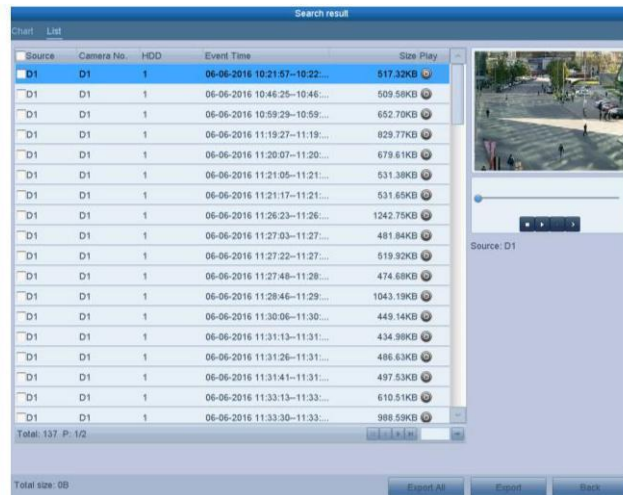 Search result
Chart List
Source Camera No. HDD Event Time Size Play
D1 D1 1 06-06-2016 10:21:57--10:22:... 517.32KB
D1 D1 1 06-06-2016 10:46:25--10:46:... 509.58KB
D1 D1 1 06-06-2016 10:59:29--10:59:... 652.70KB
D1 D1 1 06-06-2016 11:19:27--11:19:... 829.77KB
D1 D1 1 06-06-2016 11:20:07--11:20:... 679.61KB
D1 D1 1 06-06-2016 11:21:05--11:21:... 531.38KB
D1 D1 1 06-06-2016 11:21:17--11:21:... 531.65KB
D1 D1 1 06-06-2016 11:26:23--11:26:... 1242.75KB
D1 D1 1 06-06-2016 11:27:03--11:27:... 481.84KB
D1 D1 1 06-06-2016 11:27:22--11:27:... 519.92KB
D1 D1 1 06-06-2016 11:27:48--11:28:... 474.68KB
D1 D1 1 06-06-2016 11:28:46--11:29:... 1043.19KB
D1 D1 1 06-06-2016 11:30:06--11:30:... 449.14KB
D1 D1 1 06-06-2016 11:31:13--11:31:... 434.98KB
D1 D1 1 06-06-2016 11:31:26--11:31:... 486.63KB
D1 D1 1 06-06-2016 11:31:41--11:31:... 497.53KB
D1 D1 1 06-06-2016 11:33:13--11:33:... 610.51KB
D1 D1 1 06-06-2016 11:33:30--11:33:... 988.59KB
Total: 137 P: 1/2
Source: D1
Total size: 0B
Export All Export Back